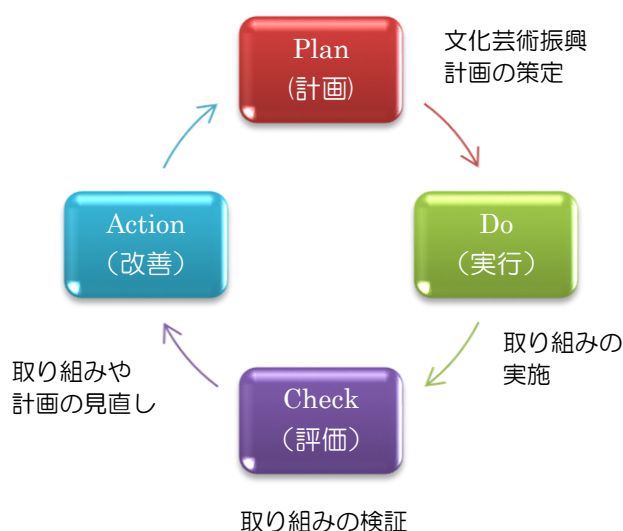 Plan
(計画)
文化芸術振興
計画の策定
Action
（改善）
Do
（実行）
取り組みの
実施
取り組みや
計画の見直し
Check
（評価）
取り組みの検証